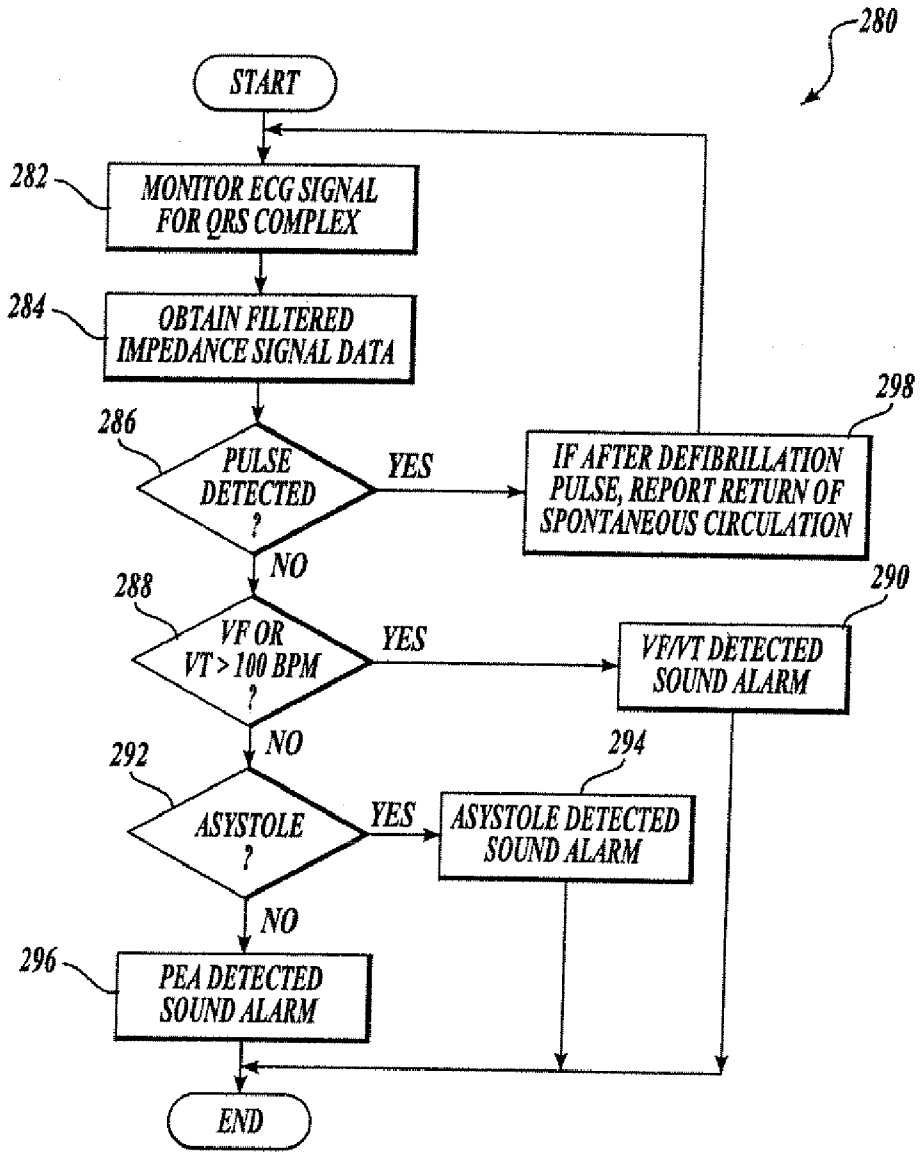 280
START
282
MONITOR ECG SIGNAL
FOR QRS COMPLEX
284
OBTAIN FILTERED
IMPEDANCE SIGNAL DATA
286
PULSE
DETECTED
?
YES
298
IF AFTER DEFIBRILLATION
PULSE, REPORT RETURN OF
SPONTANEOUS CIRCULATION
NO
288
VF OR
VT > 100 BPM
?
YES
290
VF/VT DETECTED
SOUND ALARM
NO
292
ASYSTOLE
?
YES
294
ASYSTOLE DETECTED
SOUND ALARM
NO
296
PEA DETECTED
SOUND ALARM
END